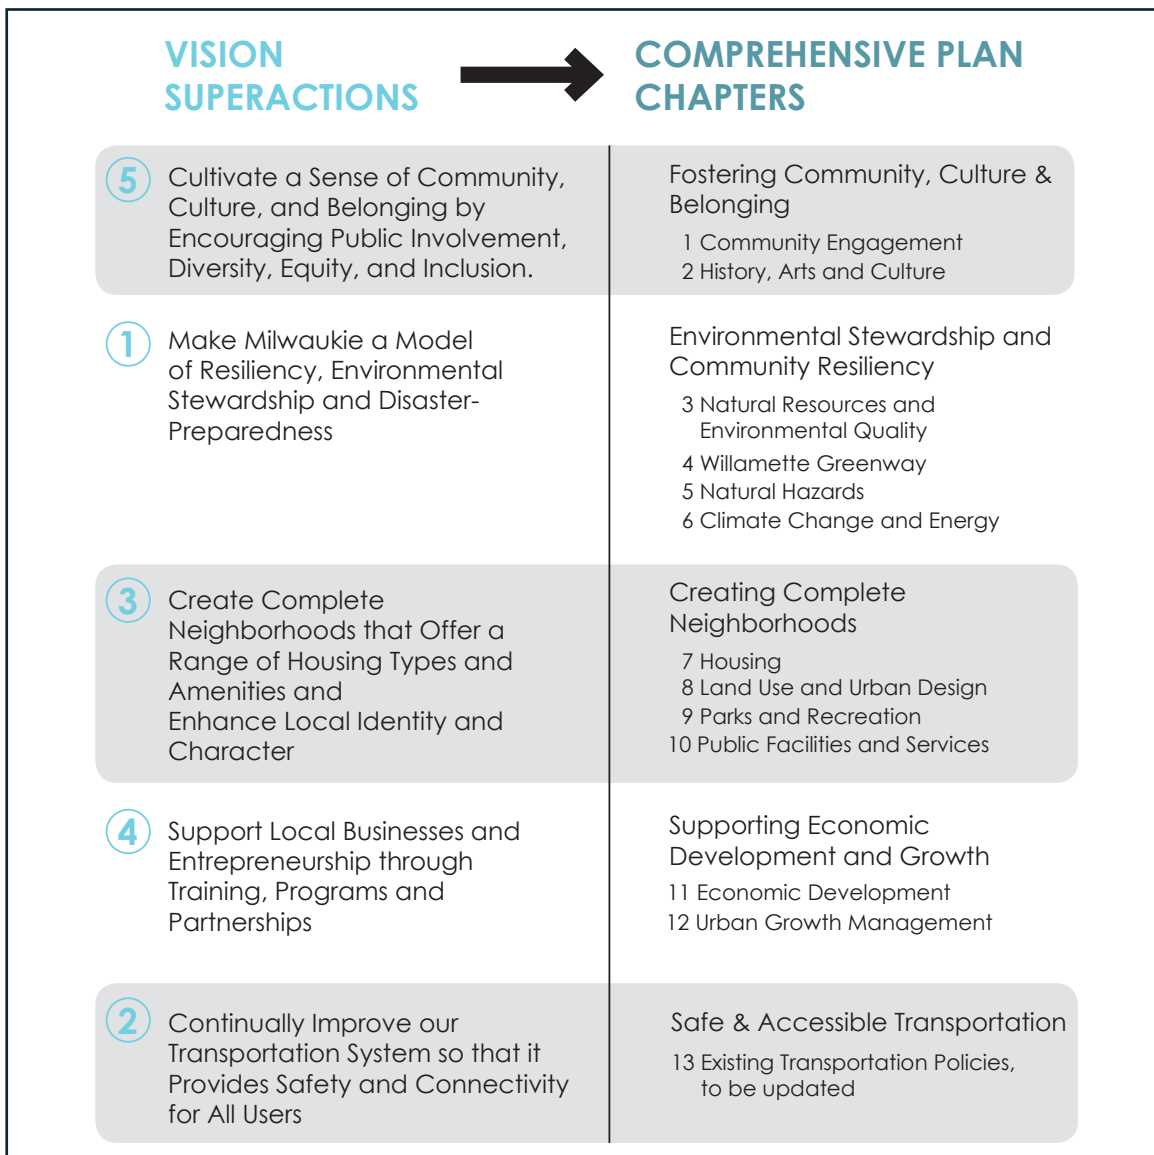 VISION
SUPERACTIONS
COMPREHENSIVE PLAN
CHAPTERS
5
Cultivate a Sense of Community,
Culture, and Belonging by
Encouraging Public Involvement,
Diversity, Equity, and Inclusion.
Fostering Community, Culture &
Belonging
1 Community Engagement
2 History, Arts and Culture
1
Make Milwaukie a Model
of Resiliency, Environmental
Stewardship and Disaster-
Preparedness
Environmental Stewardship and
Community Resiliency
3 Natural Resources and
Environmental Quality
4 Willamette Greenway
5 Natural Hazards
6 Climate Change and Energy
3
Create Complete
Neighborhoods that Offer a
Range of Housing Types and
Amenities and
Enhance Local Identity and
Character
Creating Complete
Neighborhoods
7 Housing
8 Land Use and Urban Design
9 Parks and Recreation
10 Public Facilities and Services
4
Support Local Businesses and
Entrepreneurship through
Training, Programs and
Partnerships
Supporting Economic
Development and Growth
11 Economic Development
12 Urban Growth Management
2
Continually Improve our
Transportation System so that it
Provides Safety and Connectivity
for All Users
Safe & Accessible Transportation
13 Existing Transportation Policies,
to be updated